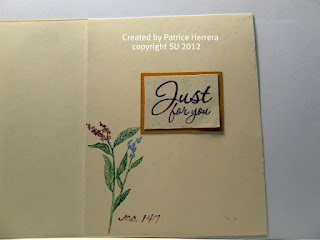 Created by Patrice Herrera
copyright SU 2012
Just
for you
no. 147